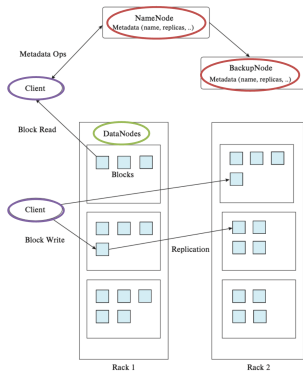 NameNode
Metadata (name, replicas, ..)
Metadata Ops
BackupNode
Metadata (name, replicas, ..)
Client
Block Read
DataNodes
Blocks
Client
Block Write
Replication
Rack 1
Rack 2